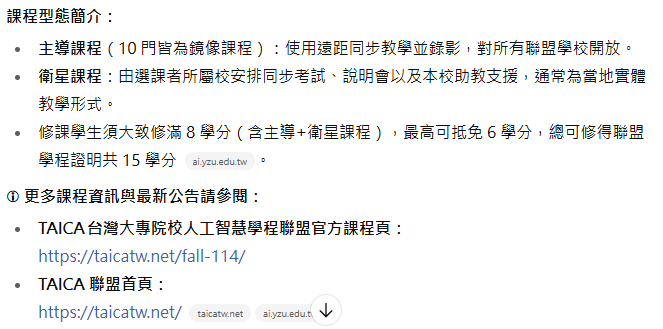 課程型態簡介：
• 主導課程（10 門皆為鏡像課程）：使用遠距同步教學並錄影，對所有聯盟學校開放。
• 衛星課程：由選課者所屬校安排同步考試、說明會以及本校助教支援，通常為當地實體
教學形式。
• 修課學生須大致修滿 8 學分（含主導+衛星課程），最高可抵免 6 學分，總可修得聯盟
學程證明共 15 學分 ai.yzu.edu.tw 。
ⓘ 更多課程資訊與最新公告請參閱：
• TAICA 台灣大專院校人工智慧學程聯盟官方課程頁：
https://taicatw.net/fall-114/
• TAICA 聯盟首頁：
https://taicatw.net/ taicatw.net ai.yzu.edu.t